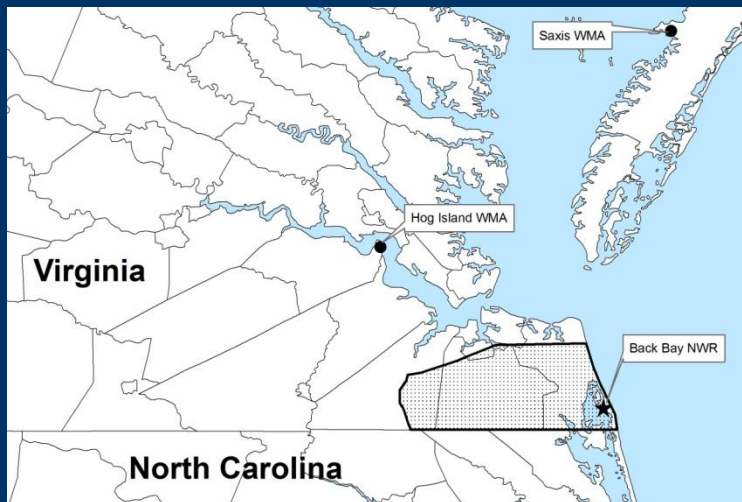 Saxis WMA
Hog Island WMA
Virginia
Back Bay NWR
North Carolina